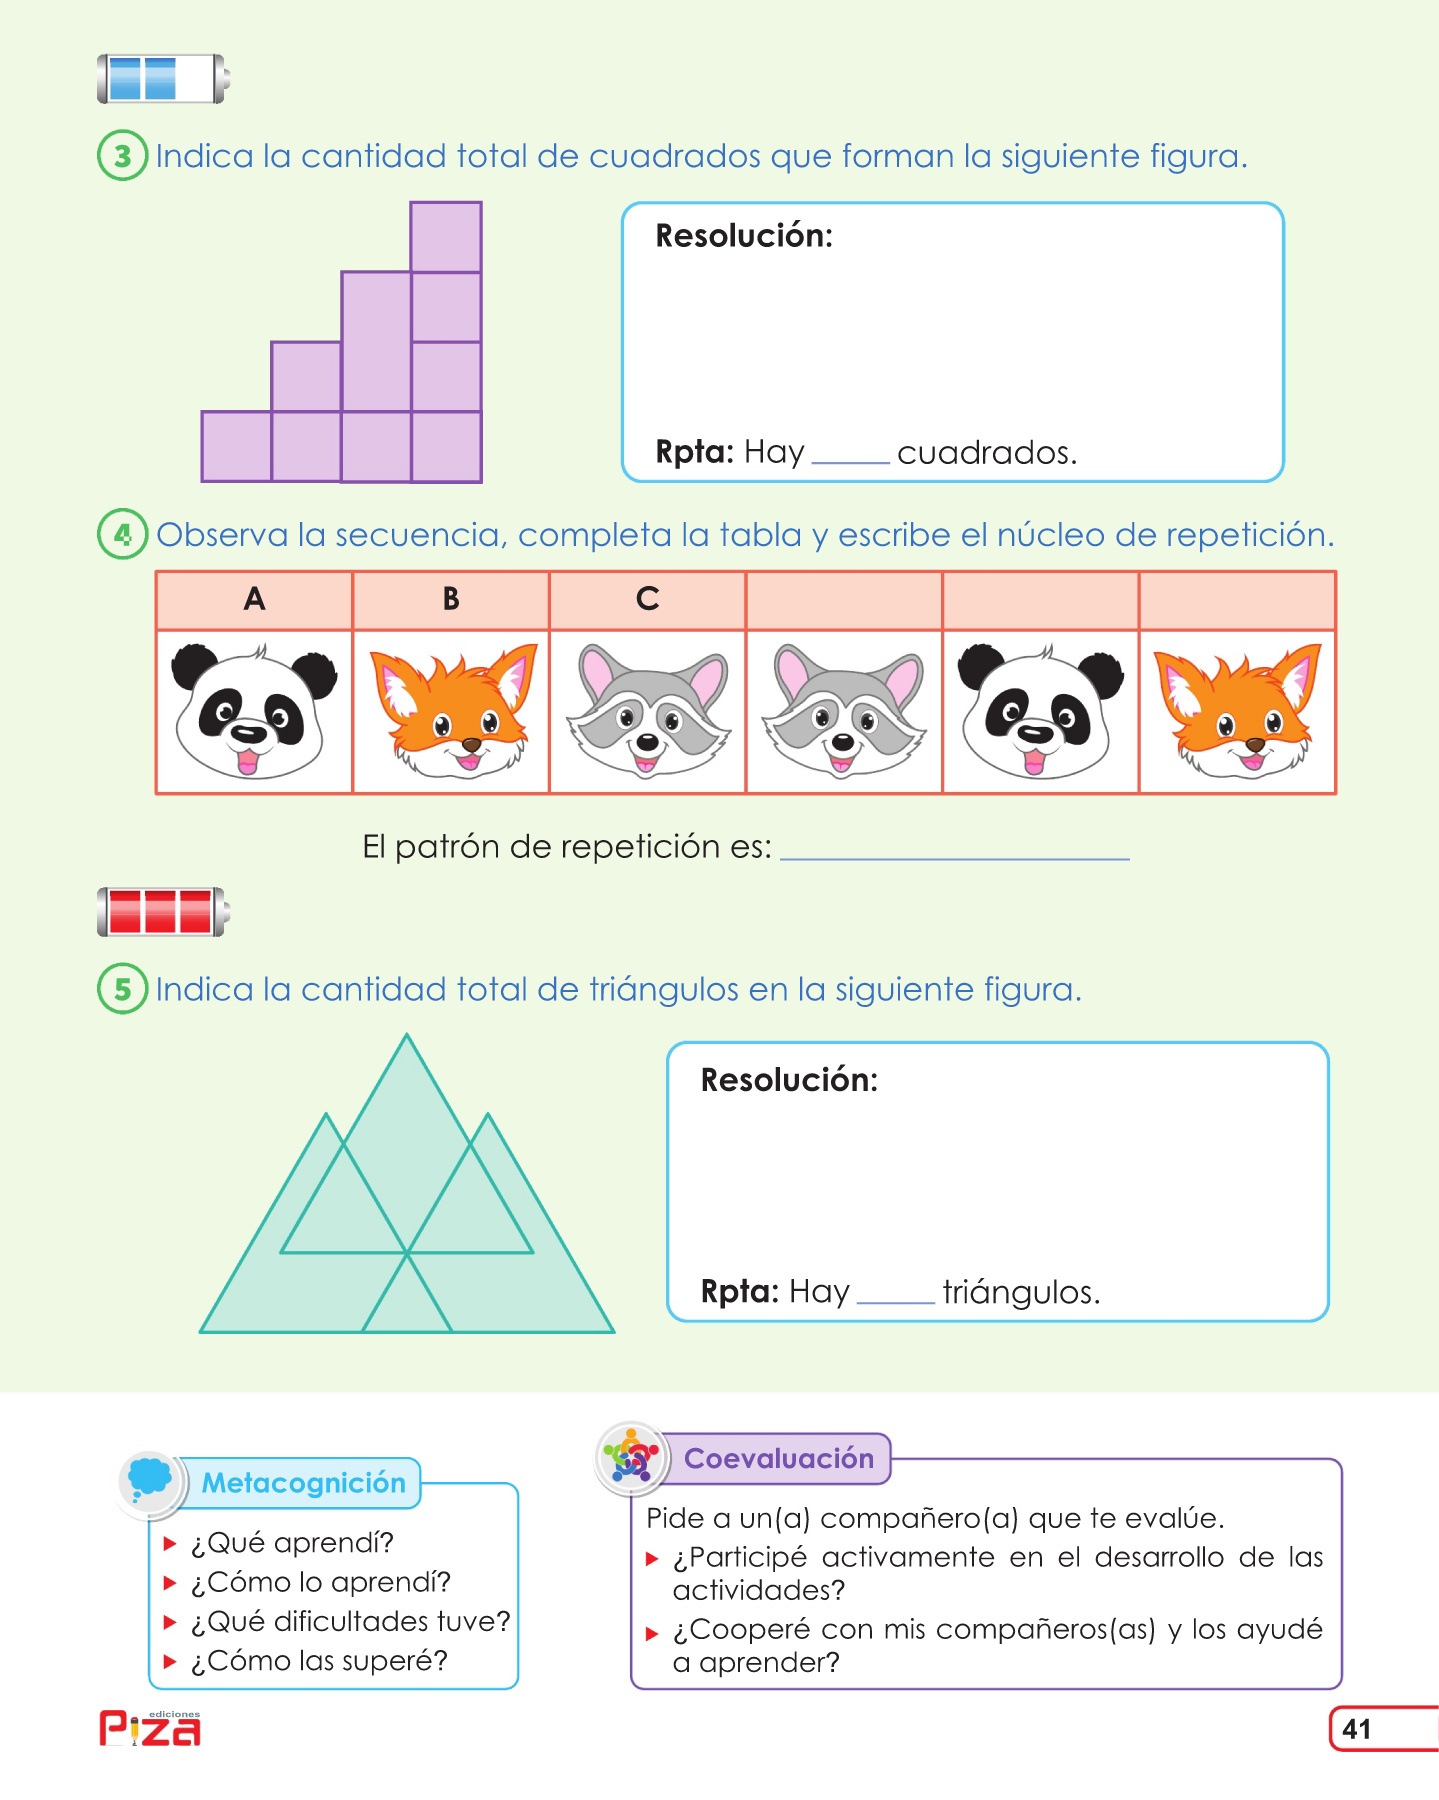 3 Indica la cantidad total de cuadrados que forman la siguiente figura.
Resolución:
Rpta: Hay _____ cuadrados.
4 Observa la secuencia, completa la tabla y escribe el núcleo de repetición.
A B C
El patrón de repetición es: _____
5 Indica la cantidad total de triángulos en la siguiente figura.
Resolución:
Rpta: Hay _____ triángulos.
Metacognición
¿Qué aprendí?
¿Cómo lo aprendí?
¿Qué dificultades tuve?
¿Cómo las superé?
Coevaluación
Pide a un(a) compañero(a) que te evalúe.
¿Participé activamente en el desarrollo de las
actividades?
¿Cooperé con mis compañeros(as) y los ayudé
a aprender?
ediciones
Piza
41